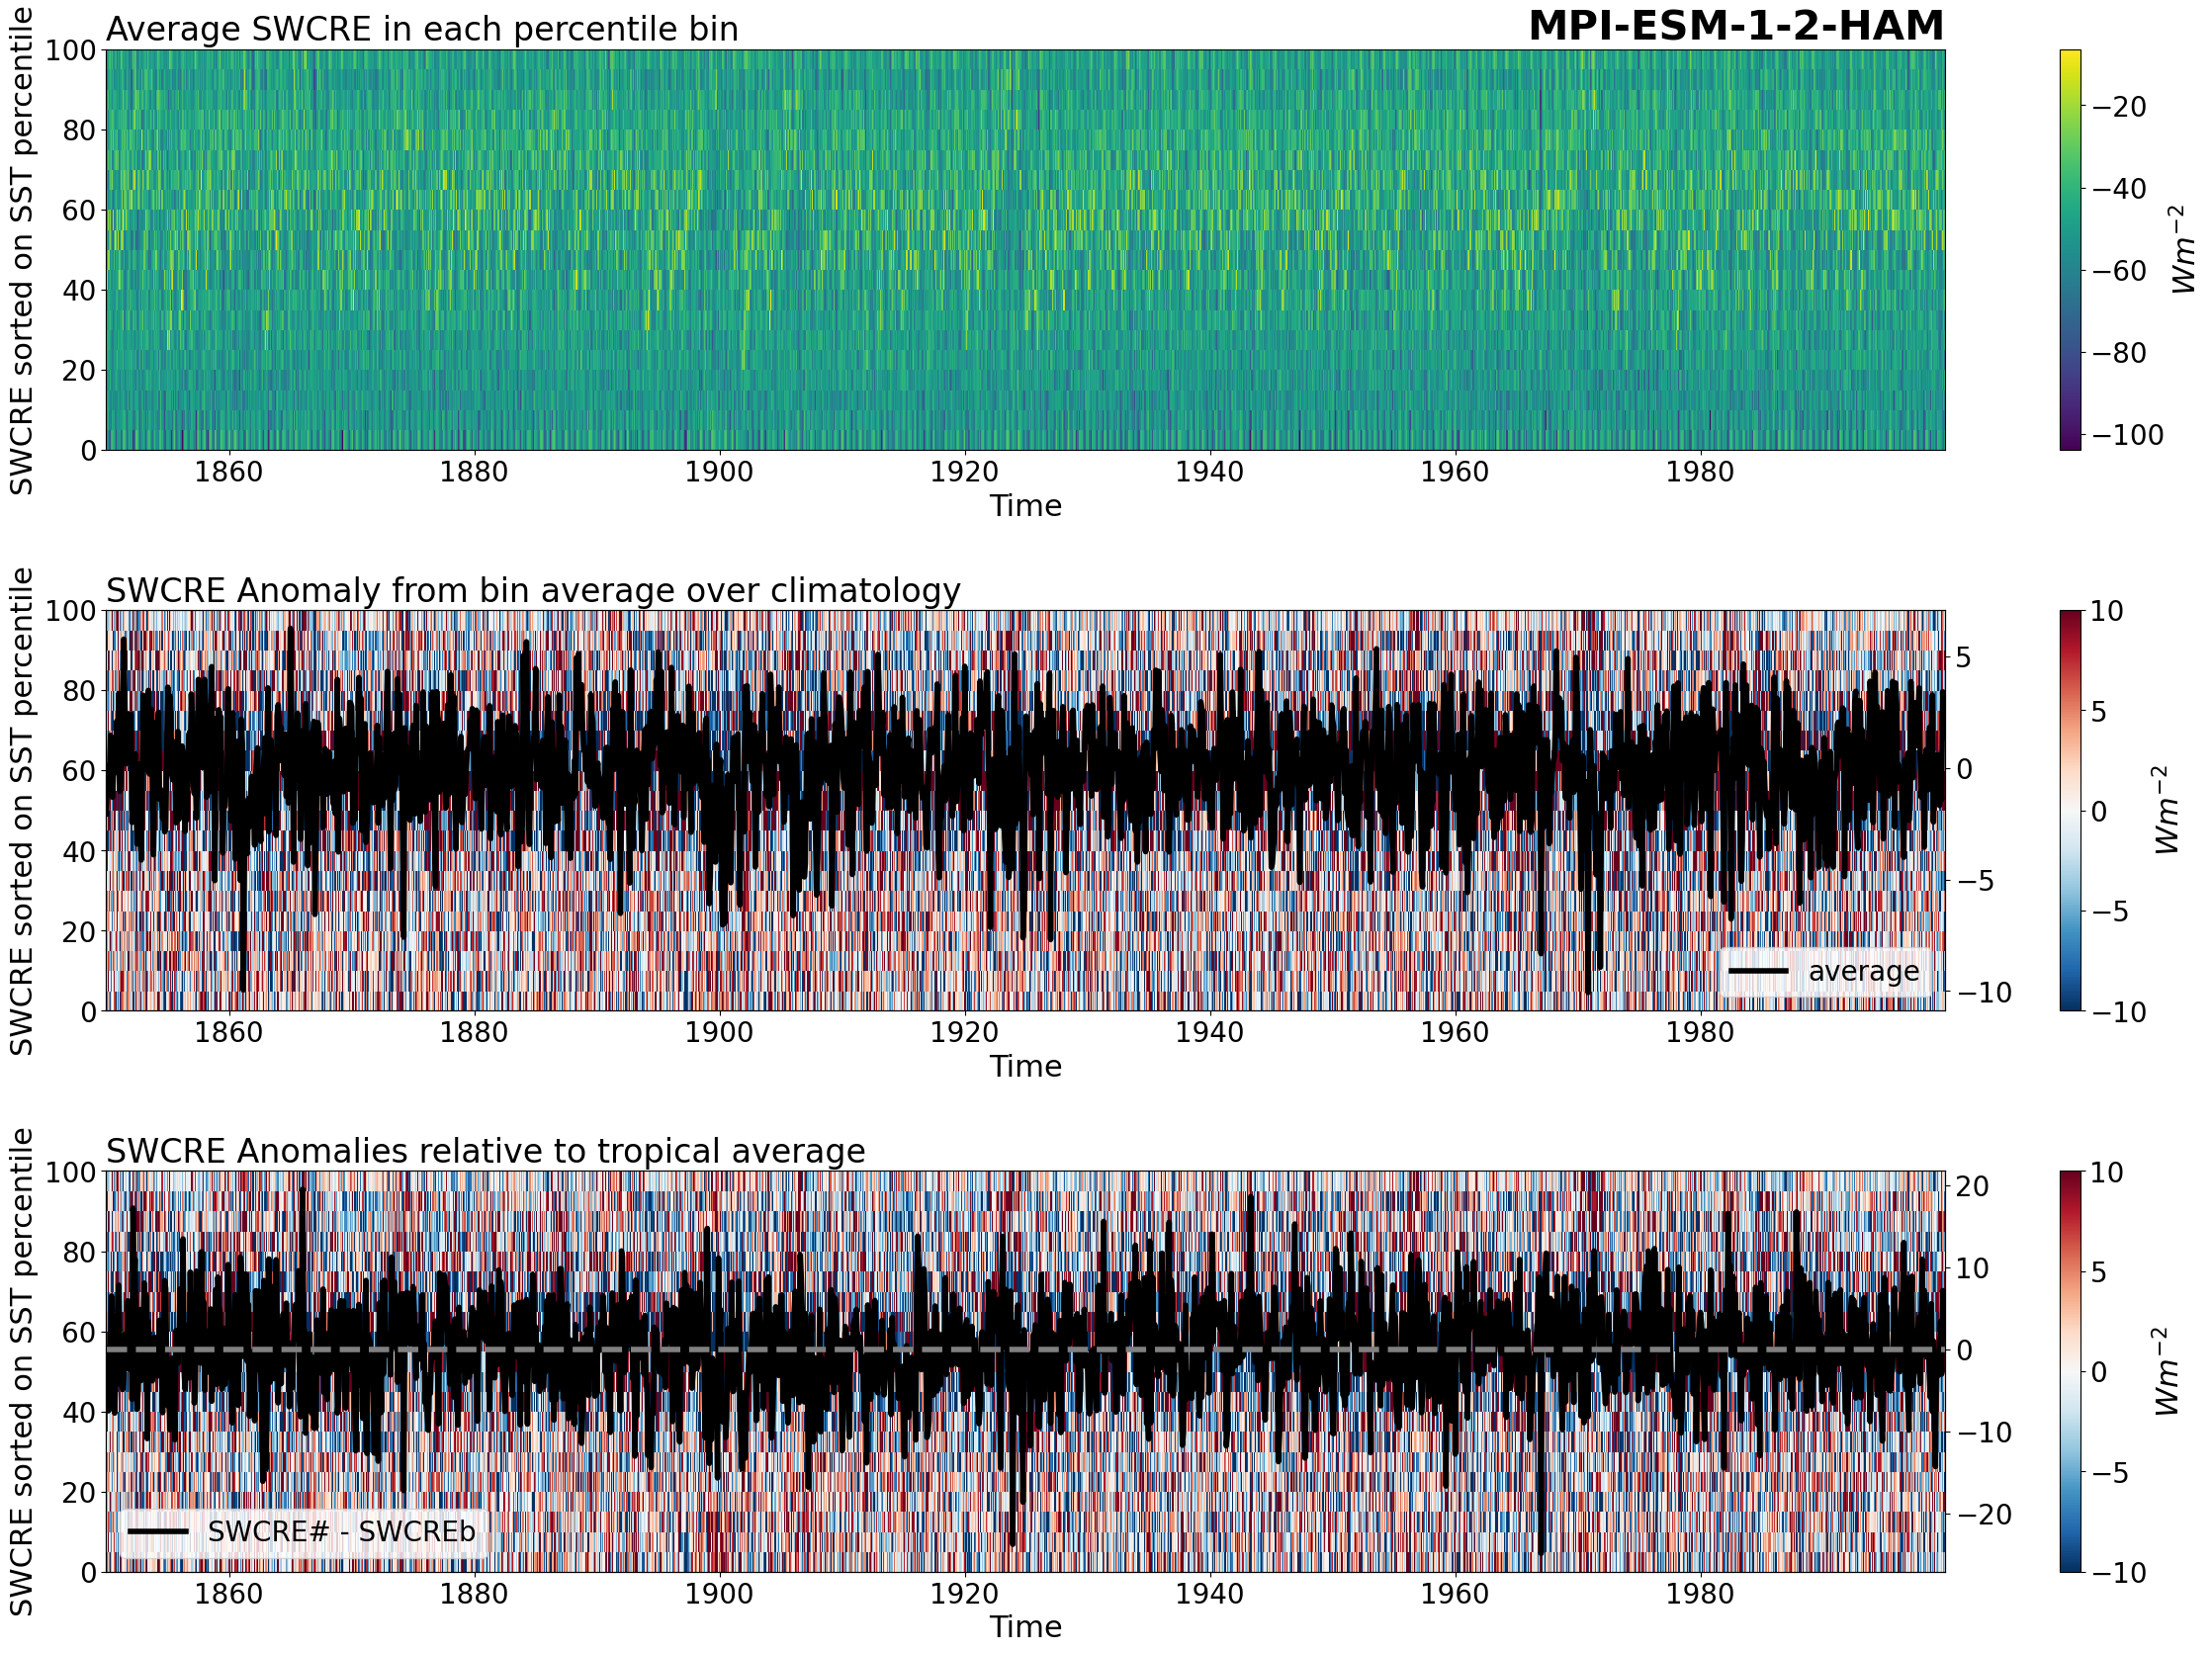 Average SWCRE in each percentile bin
MPI-ESM-1-2-HAM
SWCRE sorted on SST percentile
100
80
60
40
20
0
1860 1880 1900 1920 1940 1960 1980
Time
−20
−40
−60
−80
−100
Wm−2
SWCRE Anomaly from bin average over climatology
SWCRE sorted on SST percentile
100
80
60
40
20
0
5
0
−5
−10
average
1860 1880 1900 1920 1940 1960 1980
Time
10
5
0
−5
−10
Wm−2
SWCRE Anomalies relative to tropical average
SWCRE sorted on SST percentile
100
80
60
40
20
0
20
10
0
−10
−20
SWCRE# - SWCREb
1860 1880 1900 1920 1940 1960 1980
Time
10
5
0
−5
−10
Wm−2